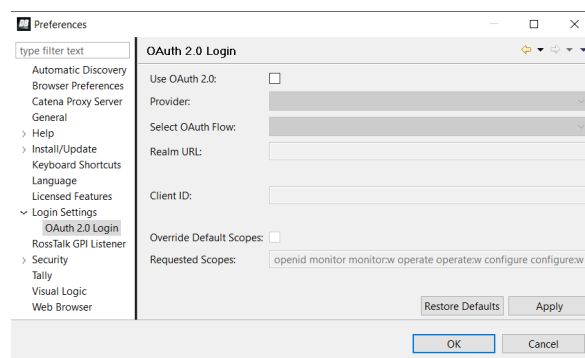 Preferences
type filter text
OAuth 2.0 Login
Automatic Discovery
Browser Preferences
Catena Proxy Server
General
Help
Install/Update
Keyboard Shortcuts
Language
Licensed Features
Login Settings
OAuth 2.0 Login
RossTalk GPI Listener
Security
Tally
Visual Logic
Web Browser
Use OAuth 2.0:
Provider:
Select OAuth Flow:
Realm URL:
Client ID:
Override Default Scopes:
Requested Scopes: openid monitor monitor:w operate operate:w configure configure:w
Restore Defaults Apply
OK Cancel